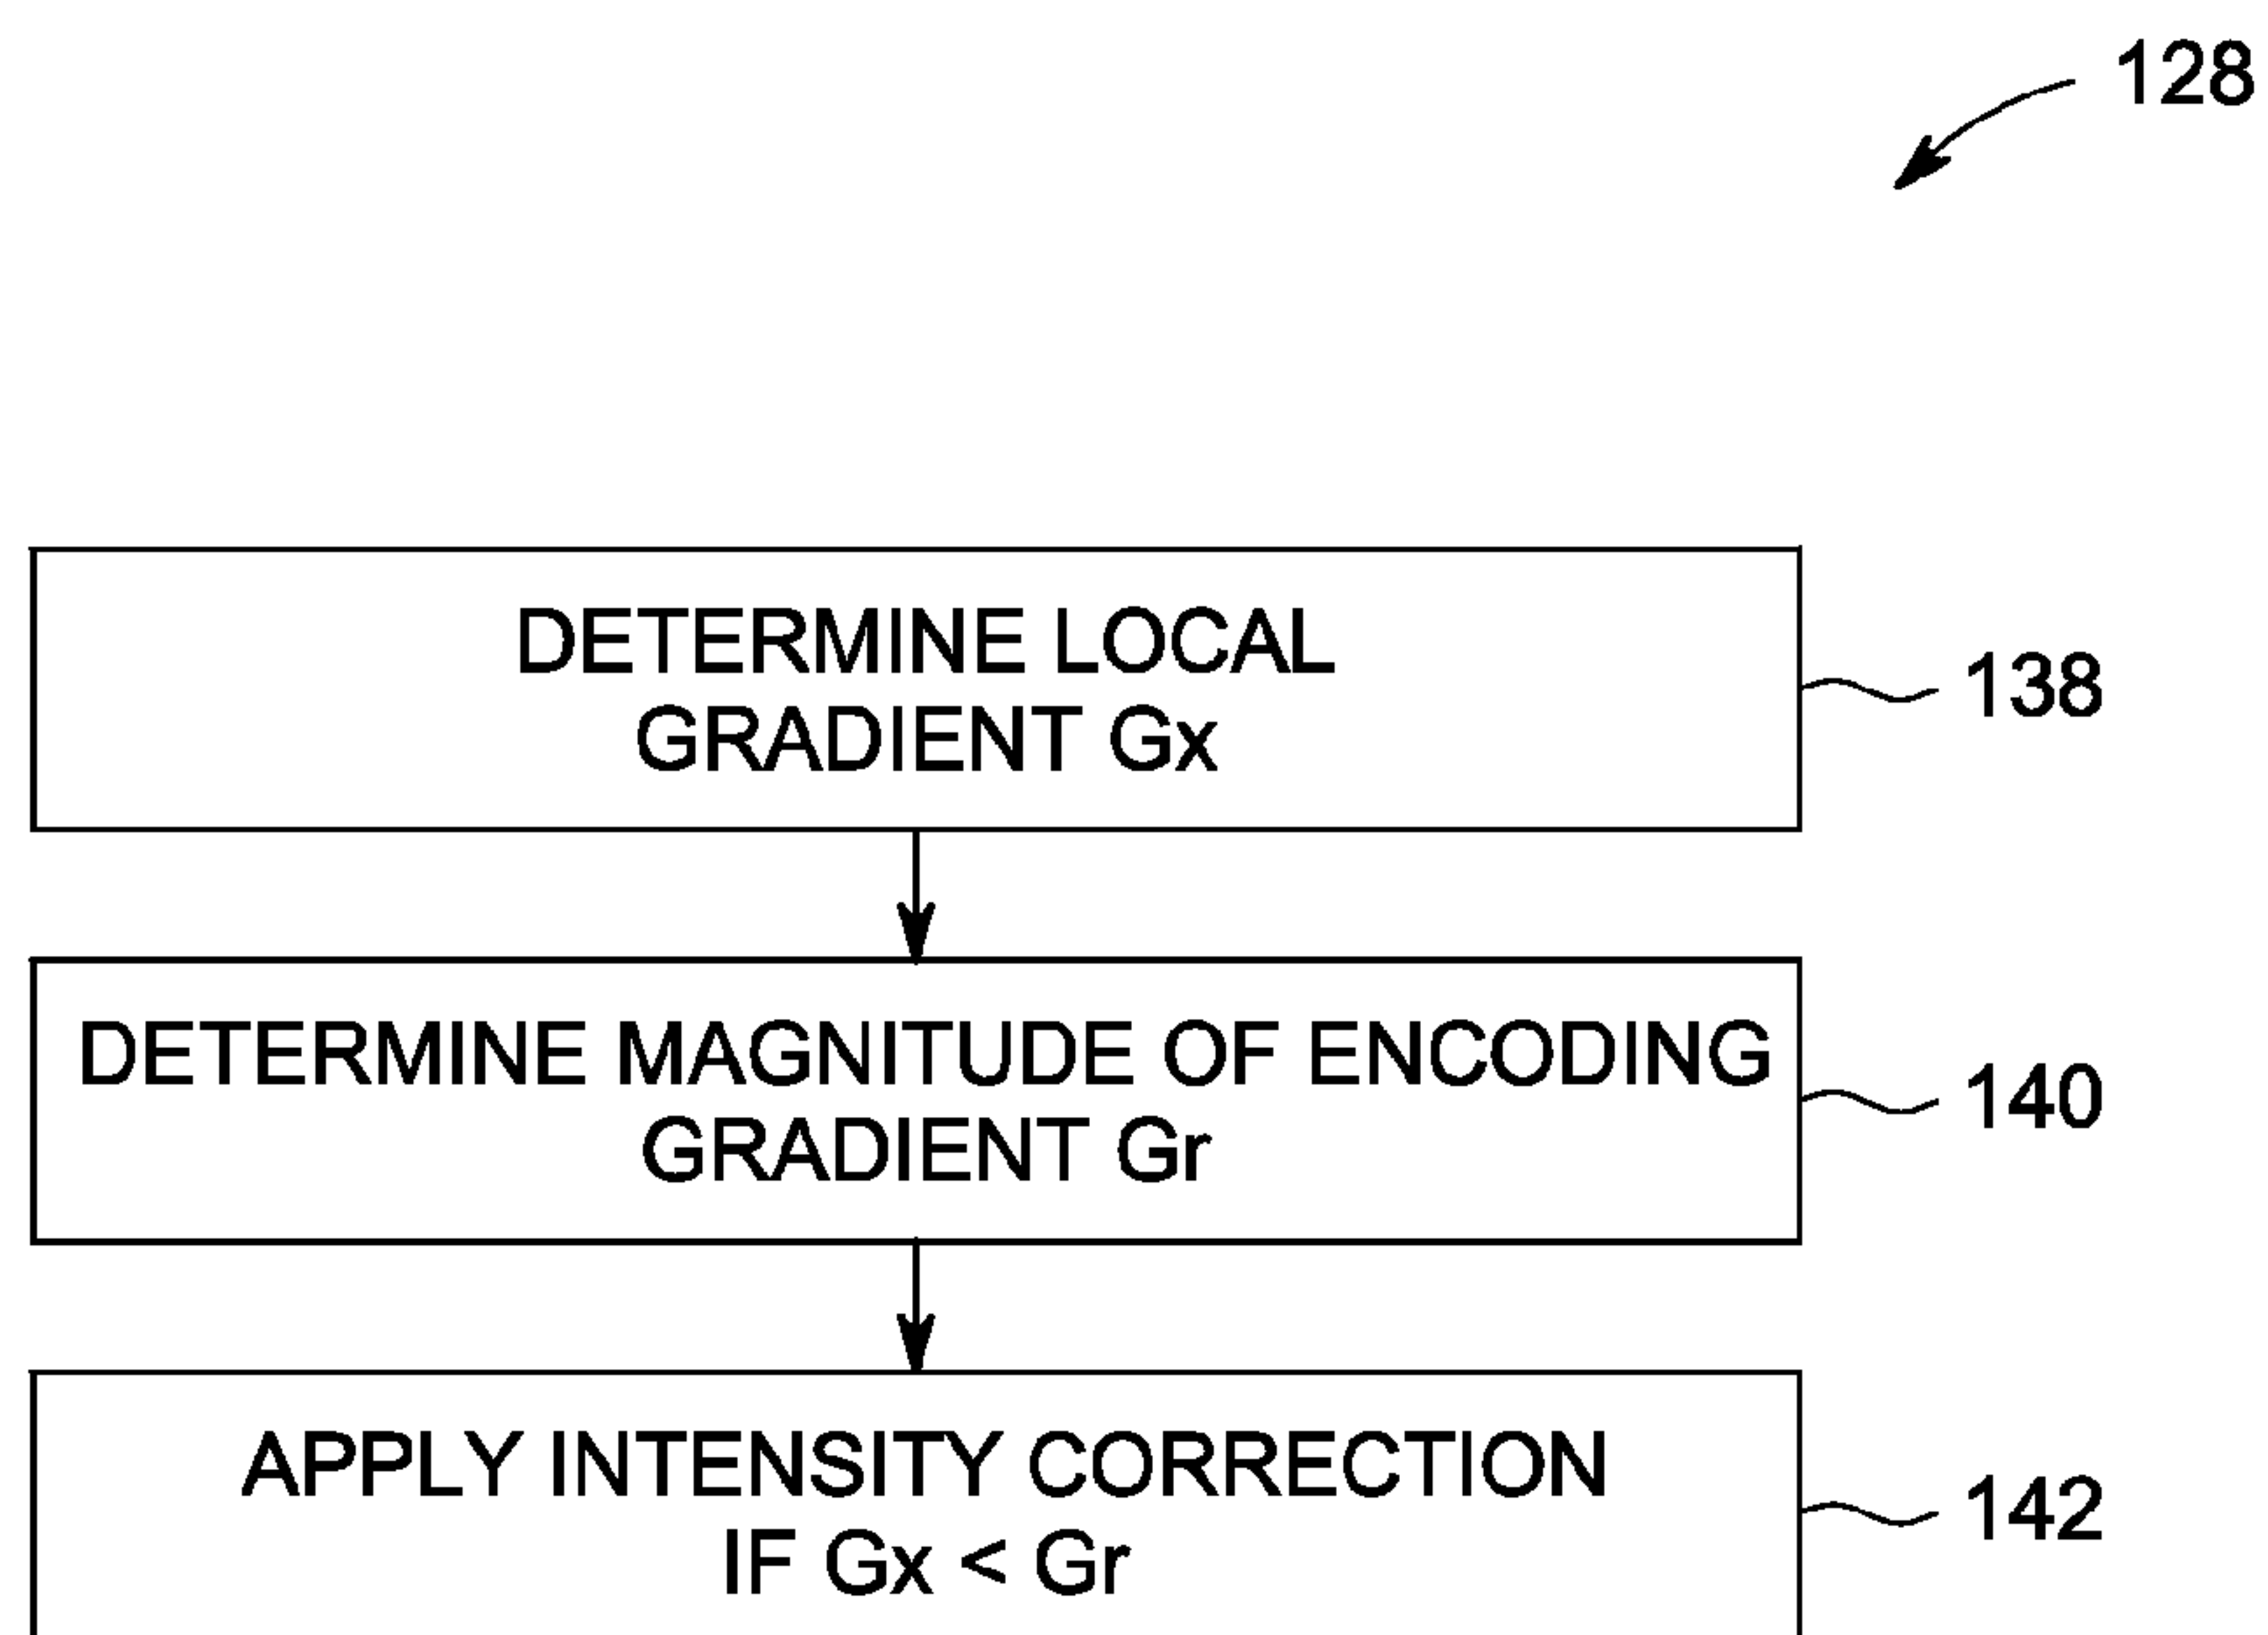 128
DETERMINE LOCAL
GRADIENT Gx
138
DETERMINE MAGNITUDE OF ENCODING
GRADIENT Gr
140
APPLY INTENSITY CORRECTION
IF Gx < Gr
142